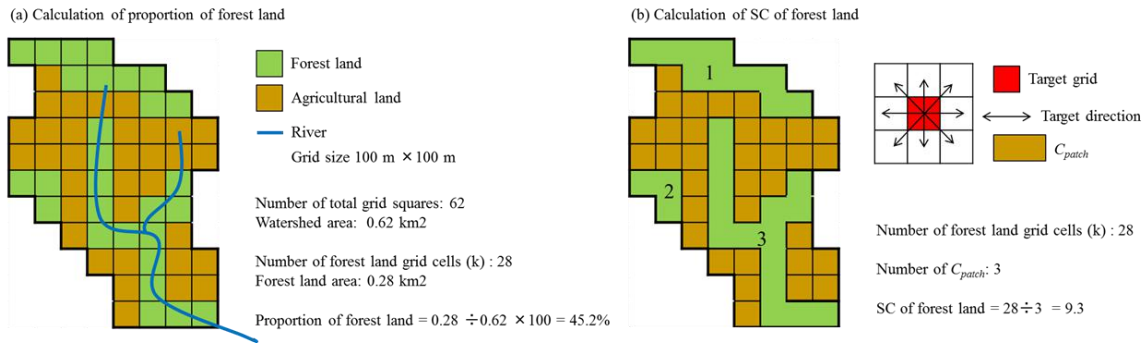 (a) Calculation of proportion of forest land
Forest land
Agricultural land
River
Grid size 100 m ×100 m
Number of total grid squares: 62
Watershed area: 0.62 km2
Number of forest land grid cells (k) : 28
Forest land area: 0.28 km2
Proportion of forest land = 0.28 ÷0.62 ×100 = 45.2%
(b) Calculation of SC of forest land
1
2
3
Target grid
Target direction
C_patch
Number of forest land grid cells (k): 28
Number of C_patch: 3
SC of forest land = 28÷3 = 9.3